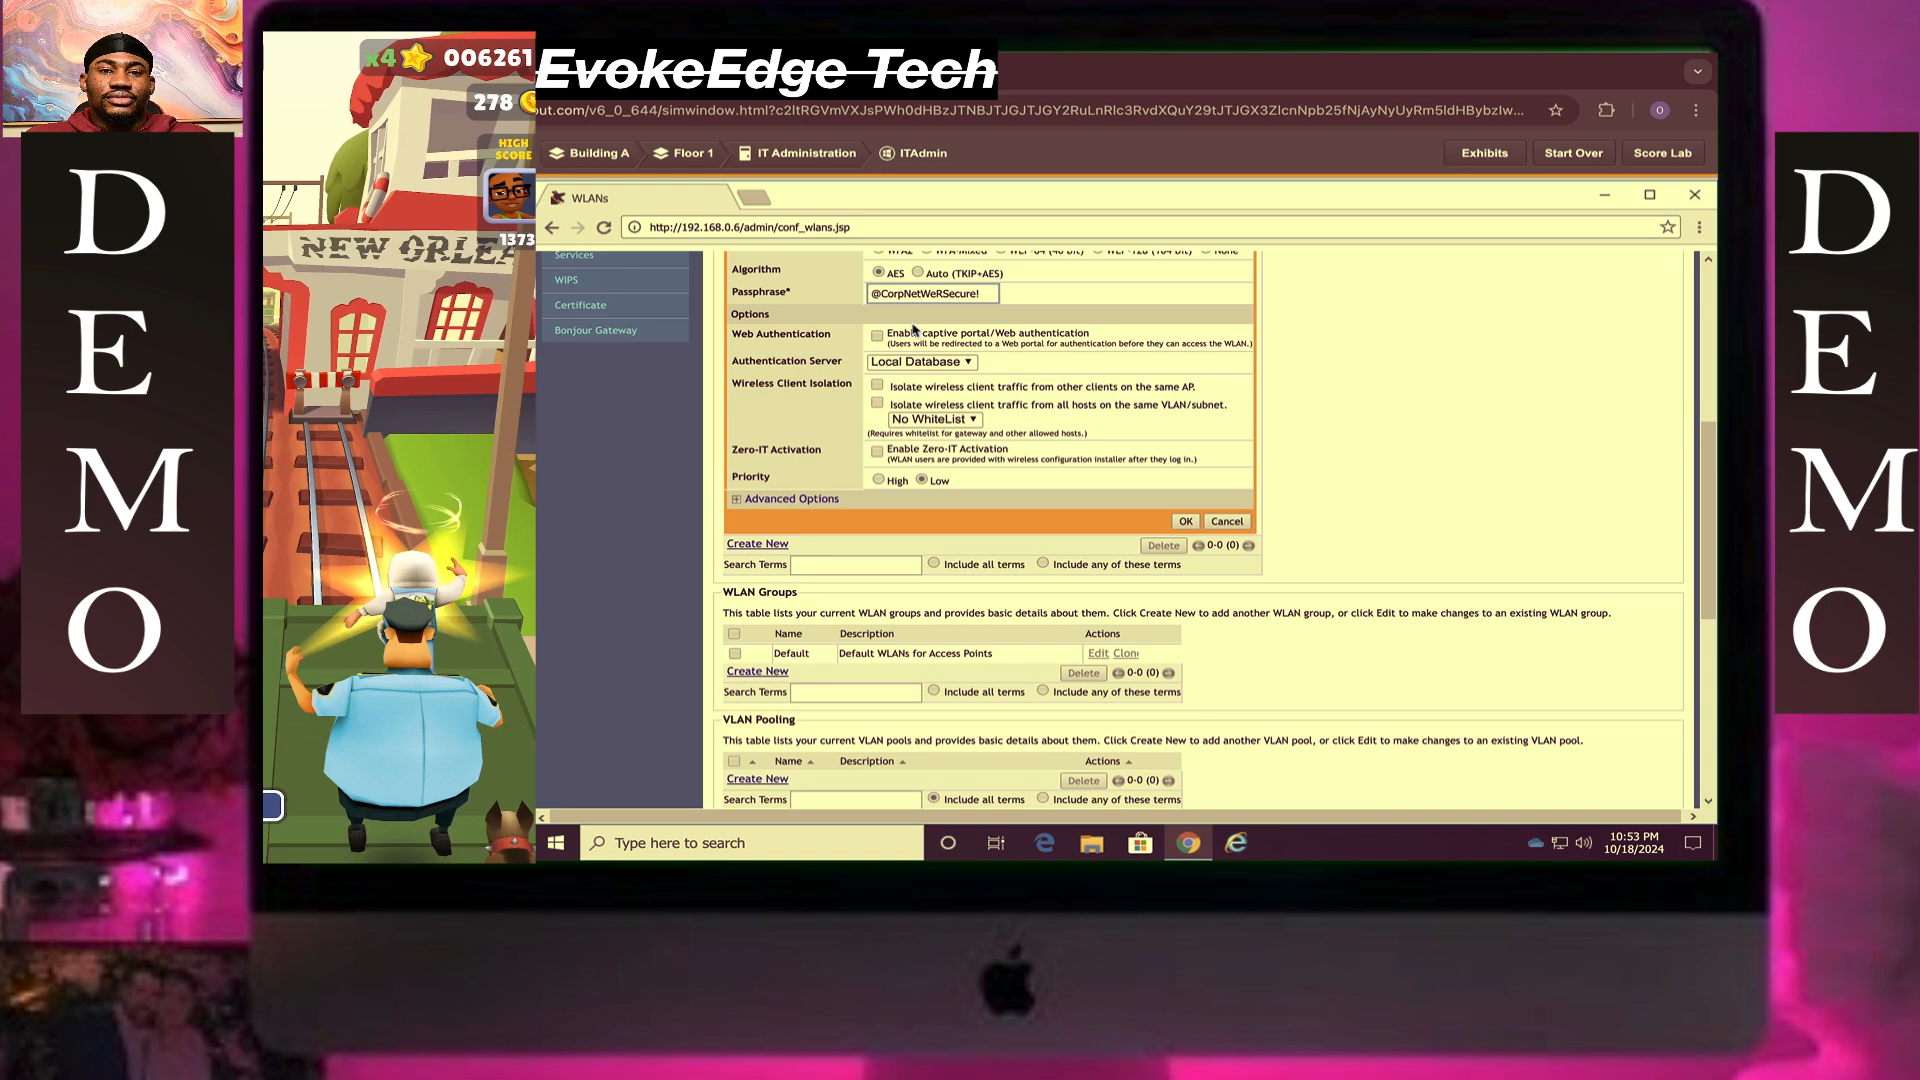 DEMO
x4 006261
278
HIGH
SCORE
1373
NEW ORLEA
EvokeEdge Tech
out.com/v6_0_644/simwindow.html?
Building A
Floor 1
IT Administration
ITAdmin
Exhibits
Start Over
Score Lab
WLANs
http://192.168.0.6/admin/conf_wlans.jsp
Services
WIPS
Certificate
Bonjour Gateway
Algorithm
AES Auto (TKIP+AES)
Passphrase*
@CorpNetWeRSecure!
Options
Web Authentication
Enable captive portal/Web authentication
(Users will be redirected to a Web portal for authentication before they can access the WLAN.)
Authentication Server
Local Database
Wireless Client Isolation
Isolate wireless client traffic from other clients on the same AP.
Isolate wireless client traffic from all hosts on the same VLAN/subnet.
No WhiteList
(Requires whitelist for gateway and other allowed hosts.)
Zero-IT Activation
Enable Zero-IT Activation
(WLAN users are provided with wireless configuration installer after they log in.)
Priority
High Low
Advanced Options
OK Cancel
Create New
Delete 0-0 (0)
Search Terms
Include all terms Include any of these terms
WLAN Groups
This table lists your current WLAN groups and provides basic details about them. Click Create New to add another WLAN group, or click Edit to make changes to an existing WLAN group.
Name Description Actions
Default Default WLANs for Access Points Edit Clone
Create New
Delete 0-0 (0)
Search Terms
Include all terms Include any of these terms
VLAN Pooling
This table lists your current VLAN pools and provides basic details about them. Click Create New to add another VLAN pool, or click Edit to make changes to an existing VLAN pool.
Name Description Actions
Create New
Delete 0-0 (0)
Search Terms
Include all terms Include any of these terms
Type here to search
10:53 PM
10/18/2024
DEMO